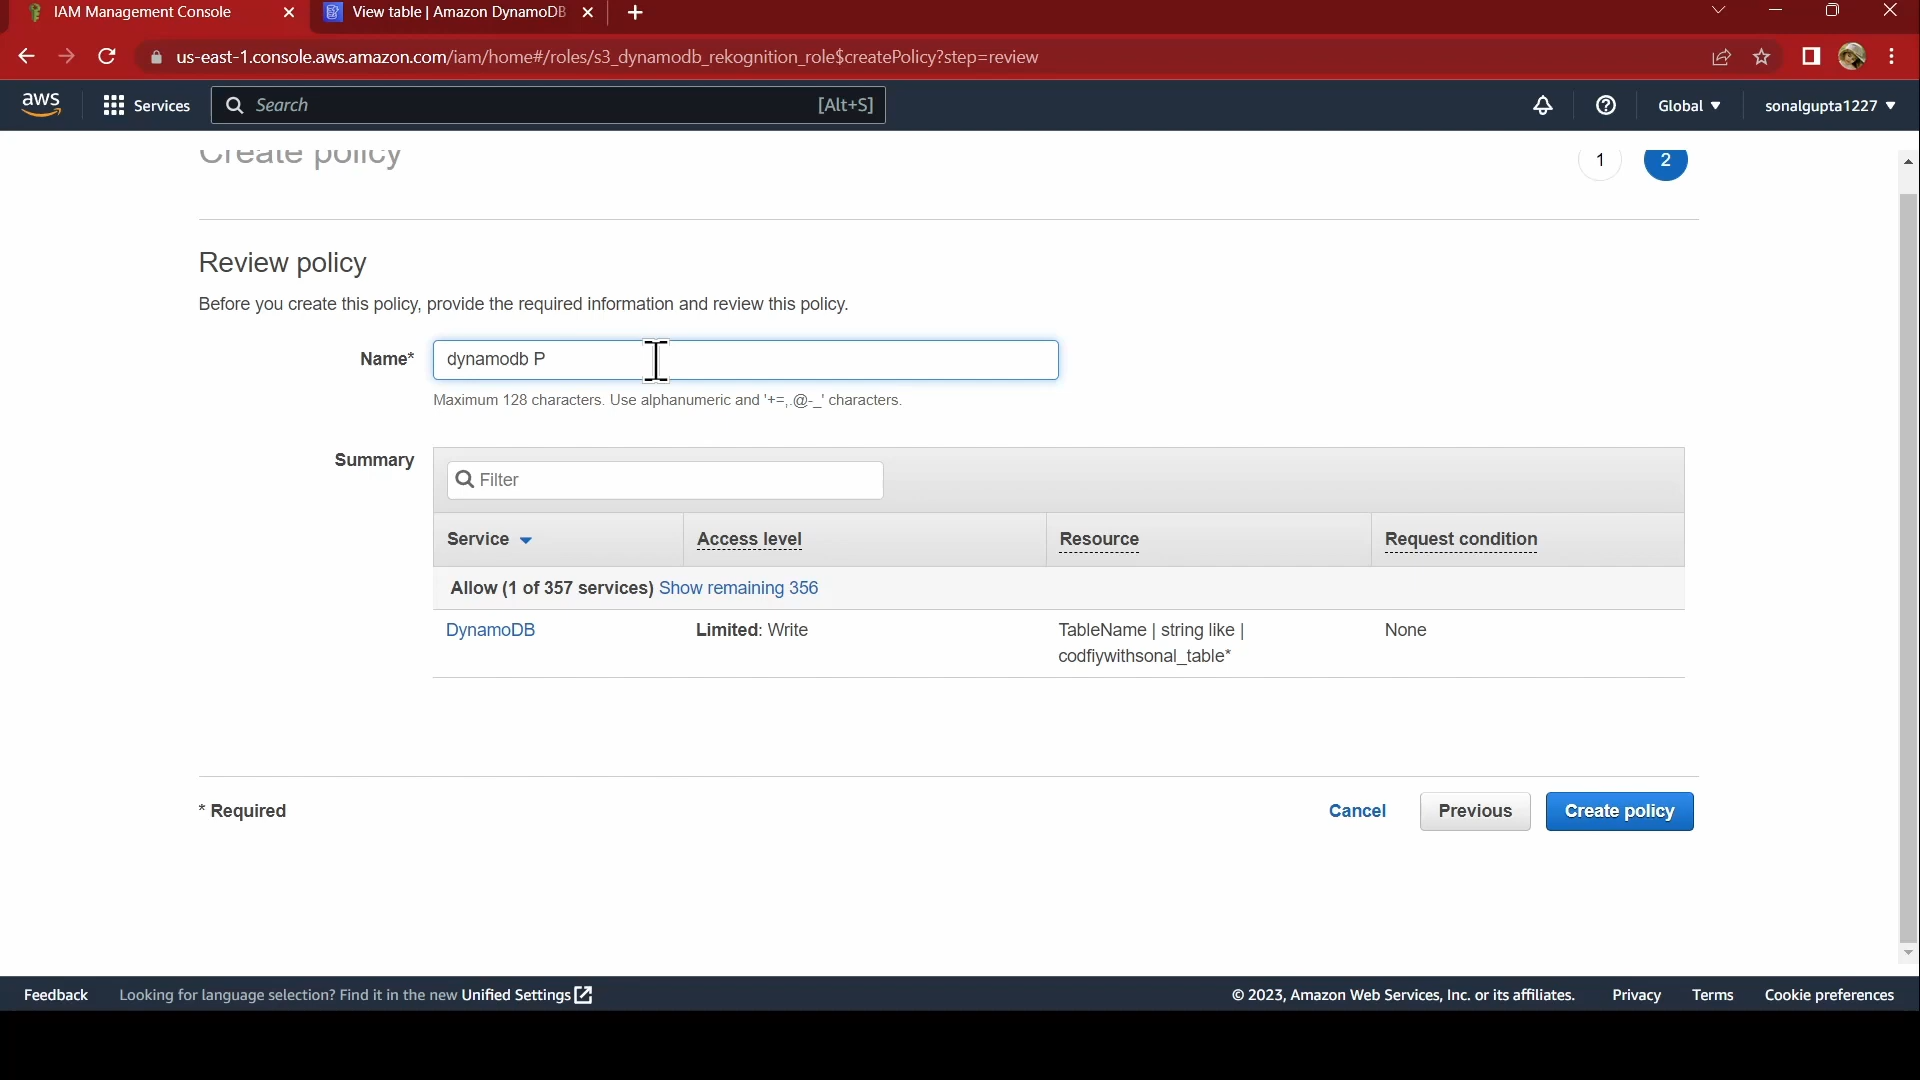 IAM Management Console
View table | Amazon DynamoDB
us-east-1.console.aws.amazon.com/iam/home#/roles/s3_dynamodb_rekognition_role$createPolicy?step=review
aws
Services
Search
[Alt+S]
Global
sonalgupta1227
Create policy
1
2
Review policy
Before you create this policy, provide the required information and review this policy.
Name*
dynamodb P
Maximum 128 characters. Use alphanumeric and '+=,.@-_' characters.
Summary
Filter
Service
Access level
Resource
Request condition
Allow (1 of 357 services) Show remaining 356
DynamoDB
Limited: Write
TableName | string like |
codfiywithsonal_table*
None
* Required
Cancel
Previous
Create policy
Feedback
Looking for language selection? Find it in the new Unified Settings
© 2023, Amazon Web Services, Inc. or its affiliates.
Privacy
Terms
Cookie preferences